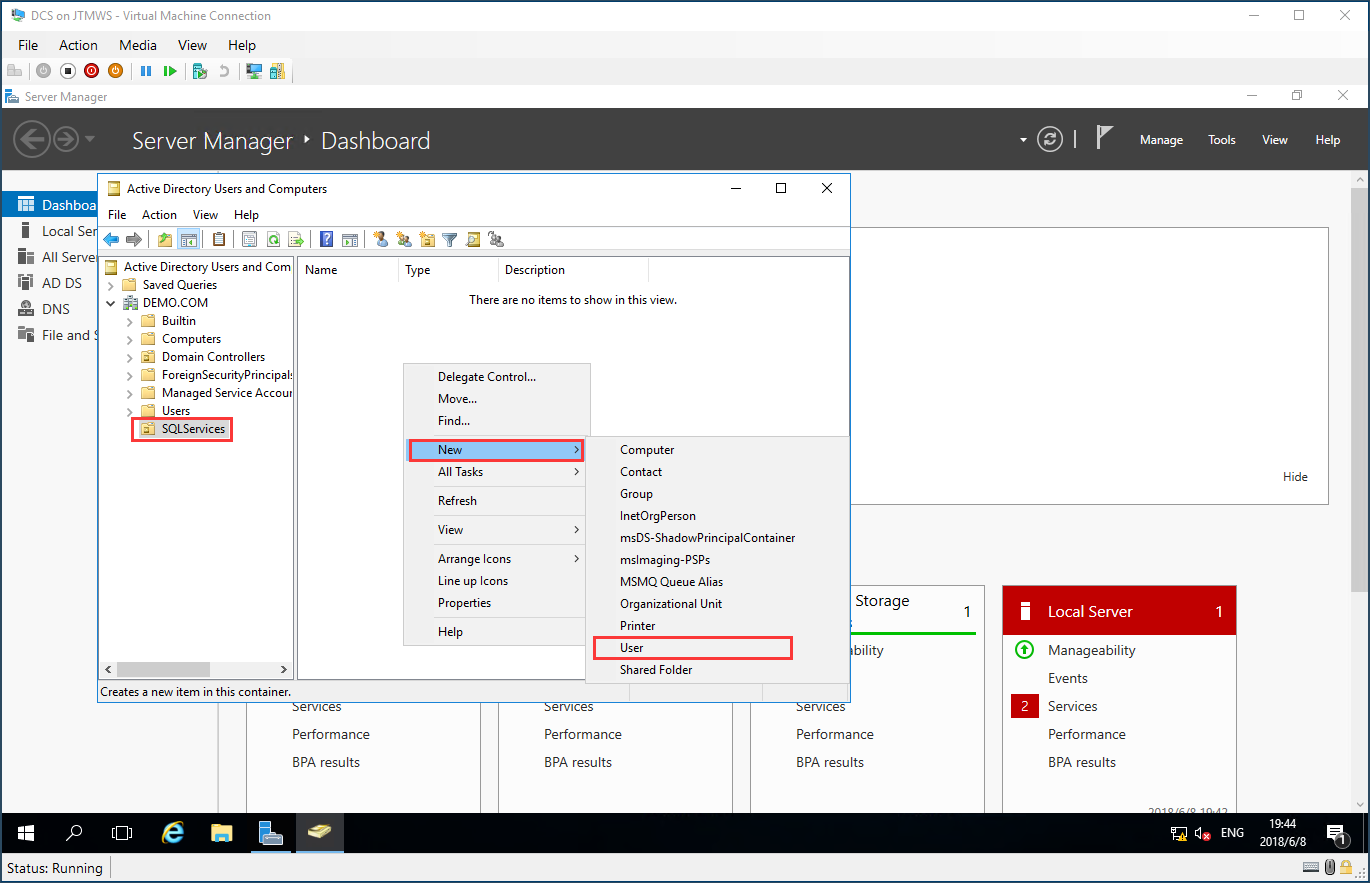 DCS on JTMWS - Virtual Machine Connection
File Action Media View Help
Server Manager
Server Manager Dashboard
Manage Tools View Help
Dashboa
Local Ser
All Serve
AD DS
DNS
File and S
Active Directory Users and Computers
File Action View Help
Active Directory Users and Com
Saved Queries
DEMO.COM
Builtin
Computers
Domain Controllers
ForeignSecurityPrincipals
Managed Service Accour
Users
SQLServices
Name Type Description
There are no items to show in this view.
Delegate Control...
Move...
Find...
New
All Tasks
Refresh
View
Arrange Icons
Line up Icons
Properties
Help
Computer
Contact
Group
InetOrgPerson
msDS-ShadowPrincipalContainer
msImaging-PSPs
MSMQ Queue Alias
Organizational Unit
Printer
User
Shared Folder
Creates a new item in this container.
Hide
Storage 1
ability
Local Server 1
Manageability
Events
2 Services
Performance
BPA results
2018/6/8 19:42
Services
Performance
BPA results
Services
Performance
BPA results
Services
Performance
BPA results
ENG
19:44
2018/6/8
1
Status: Running